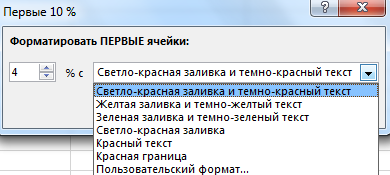 Первые 10 %
?
Форматировать ПЕРВЫЕ ячейки:
4 % с Светло-красная заливка и темно-красный текст
Светло-красная заливка и темно-красный текст
Желтая заливка и темно-желтый текст
Зеленая заливка и темно-зеленый текст
Светло-красная заливка
Красный текст
Красная граница
Пользовательский формат...